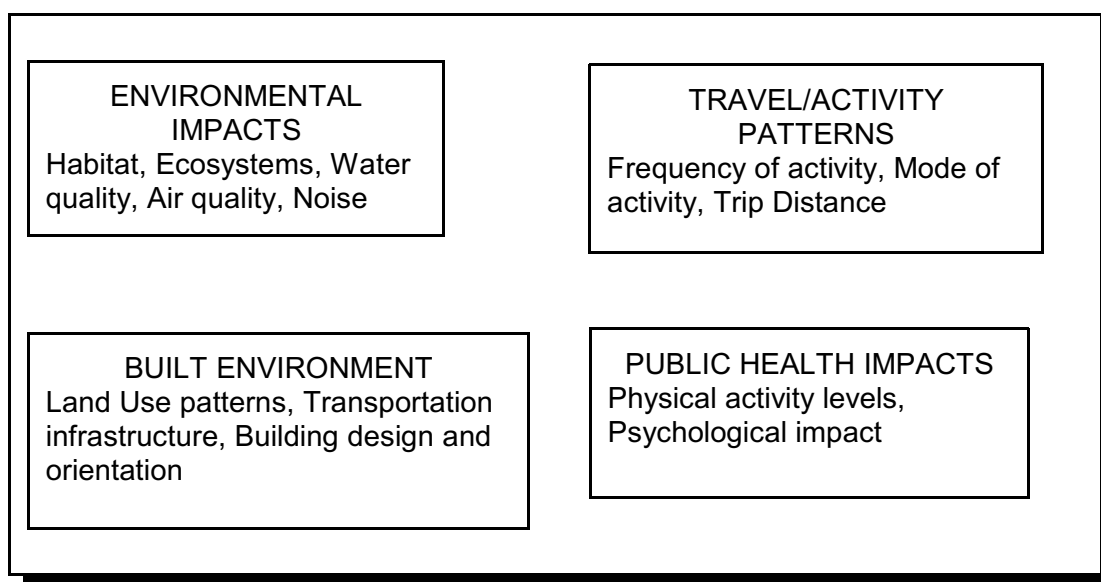 ENVIRONMENTAL
IMPACTS
Habitat, Ecosystems, Water
quality, Air quality, Noise
TRAVEL/ACTIVITY
PATTERNS
Frequency of activity, Mode of
activity, Trip Distance
BUILT ENVIRONMENT
Land Use patterns, Transportation
infrastructure, Building design and
orientation
PUBLIC HEALTH IMPACTS
Physical activity levels,
Psychological impact